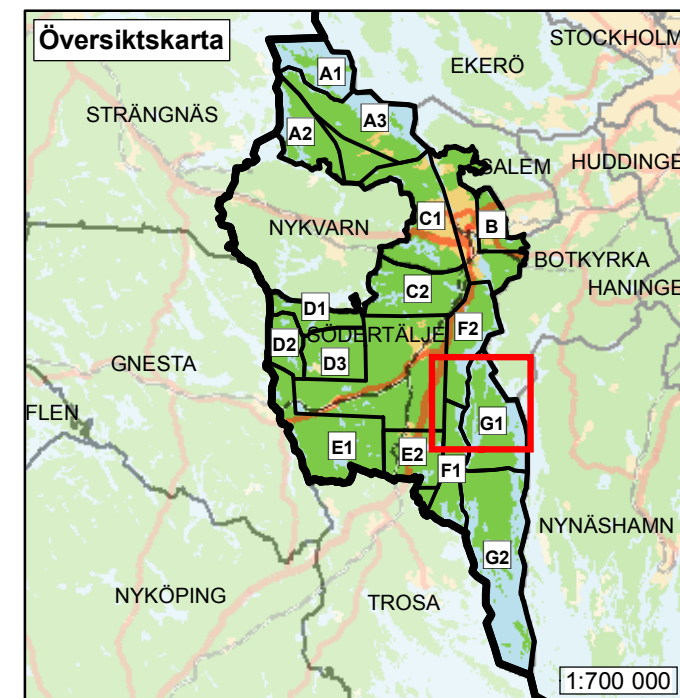 Översiktskarta
STOCKHOLM
EKERÖ
A1
STRÄNGNÄS
A3
A2
SALEM
HUDDINGE
C1
B
NYKVARN
BOTKYRKA
HANINGE
C2
D1
F2
SÖDERTÄLJE
D2
D3
GNESTA
FLEN
G1
E1
E2
F1
NYNÄSHAMN
G2
NYKÖPING
TROSA
1:700 000